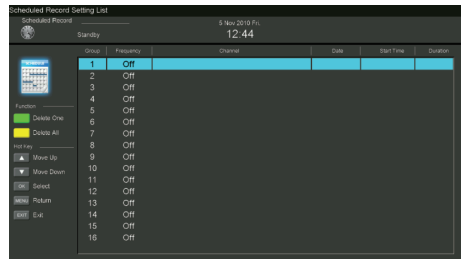 Scheduled Record Setting List
Scheduled Record
Standby
5 Nov 2010 Fri.
12:44
Group Frequency Channel Date Start Time Duration
1 Off
2 Off
3 Off
4 Off
5 Off
6 Off
7 Off
8 Off
9 Off
10 Off
11 Off
12 Off
13 Off
14 Off
15 Off
16 Off
Function
Delete One
Delete All
Hot Key
Move Up
Move Down
OK Select
MENU Return
EXIT Exit